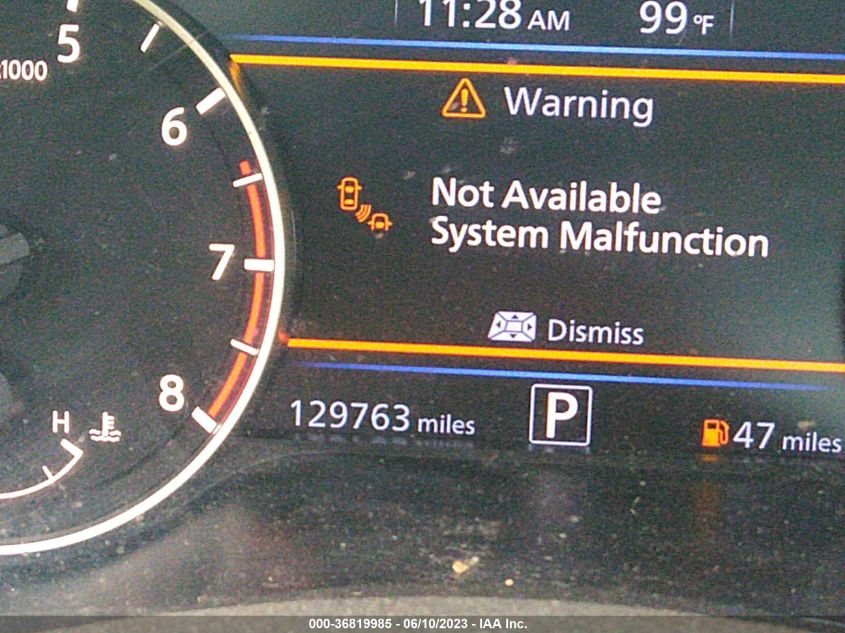 11:28 AM 99 °F
5
x1000
Warning
6
Not Available
System Malfunction
7
Dismiss
8
129763 miles P 47 miles
H
000-36819985 - 06/10/2023 - IAA Inc.